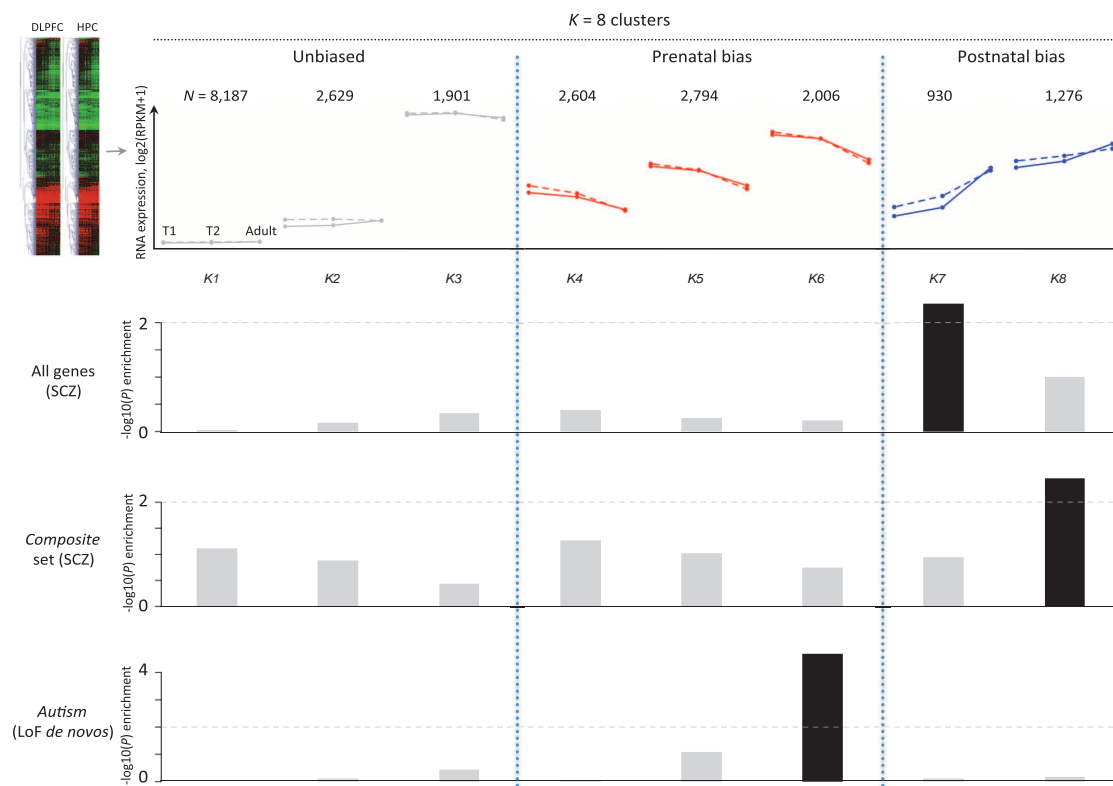 DLPFC HPC
K = 8 clusters
Unbiased Prenatal bias Postnatal bias
N = 8,187 2,629 1,901 2,604 2,794 2,006 930 1,276
RNA expression, log2(RPKM+1)
T1 T2 Adult
K1 K2 K3 K4 K5 K6 K7 K8
All genes
(SCZ)
-log10(P) enrichment
2
0
Composite
set (SCZ)
-log10(P) enrichment
2
0
Autism
(LoF de novos)
-log10(P) enrichment
4
0